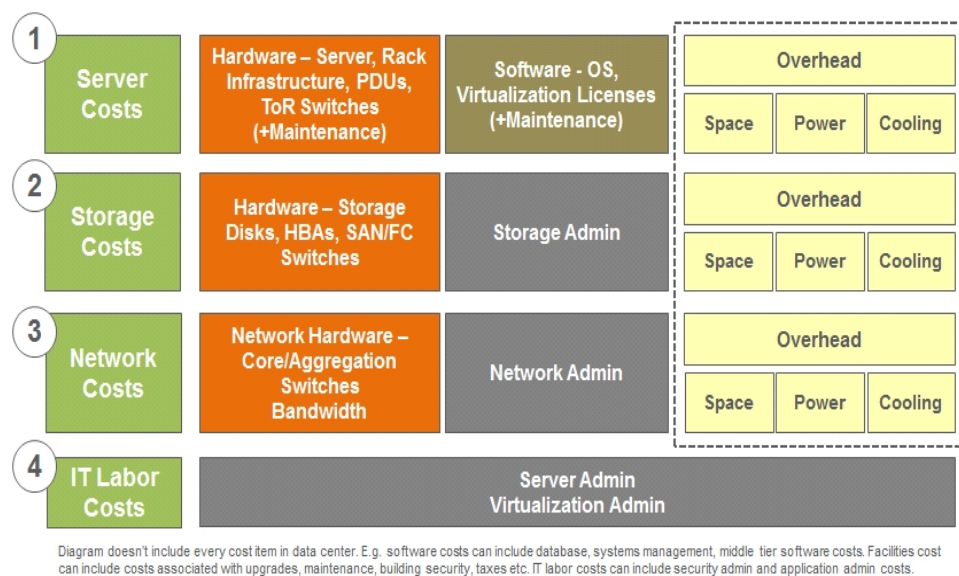 1
Server
Costs
Hardware – Server, Rack
Infrastructure, PDUs,
ToR Switches
(+Maintenance)
Software - OS,
Virtualization Licenses
(+Maintenance)
Overhead
Space
Power
Cooling
2
Storage
Costs
Hardware – Storage
Disks, HBAs, SAN/FC
Switches
Storage Admin
Overhead
Space
Power
Cooling
3
Network
Costs
Network Hardware –
Core/Aggregation
Switches
Bandwidth
Network Admin
Overhead
Space
Power
Cooling
4
IT Labor
Costs
Server Admin
Virtualization Admin
Diagram doesn't include every cost item in data center. E.g. software costs can include database, systems management, middle tier software costs. Facilities cost
can include costs associated with upgrades, maintenance, building security, taxes etc. IT labor costs can include security admin and application admin costs.